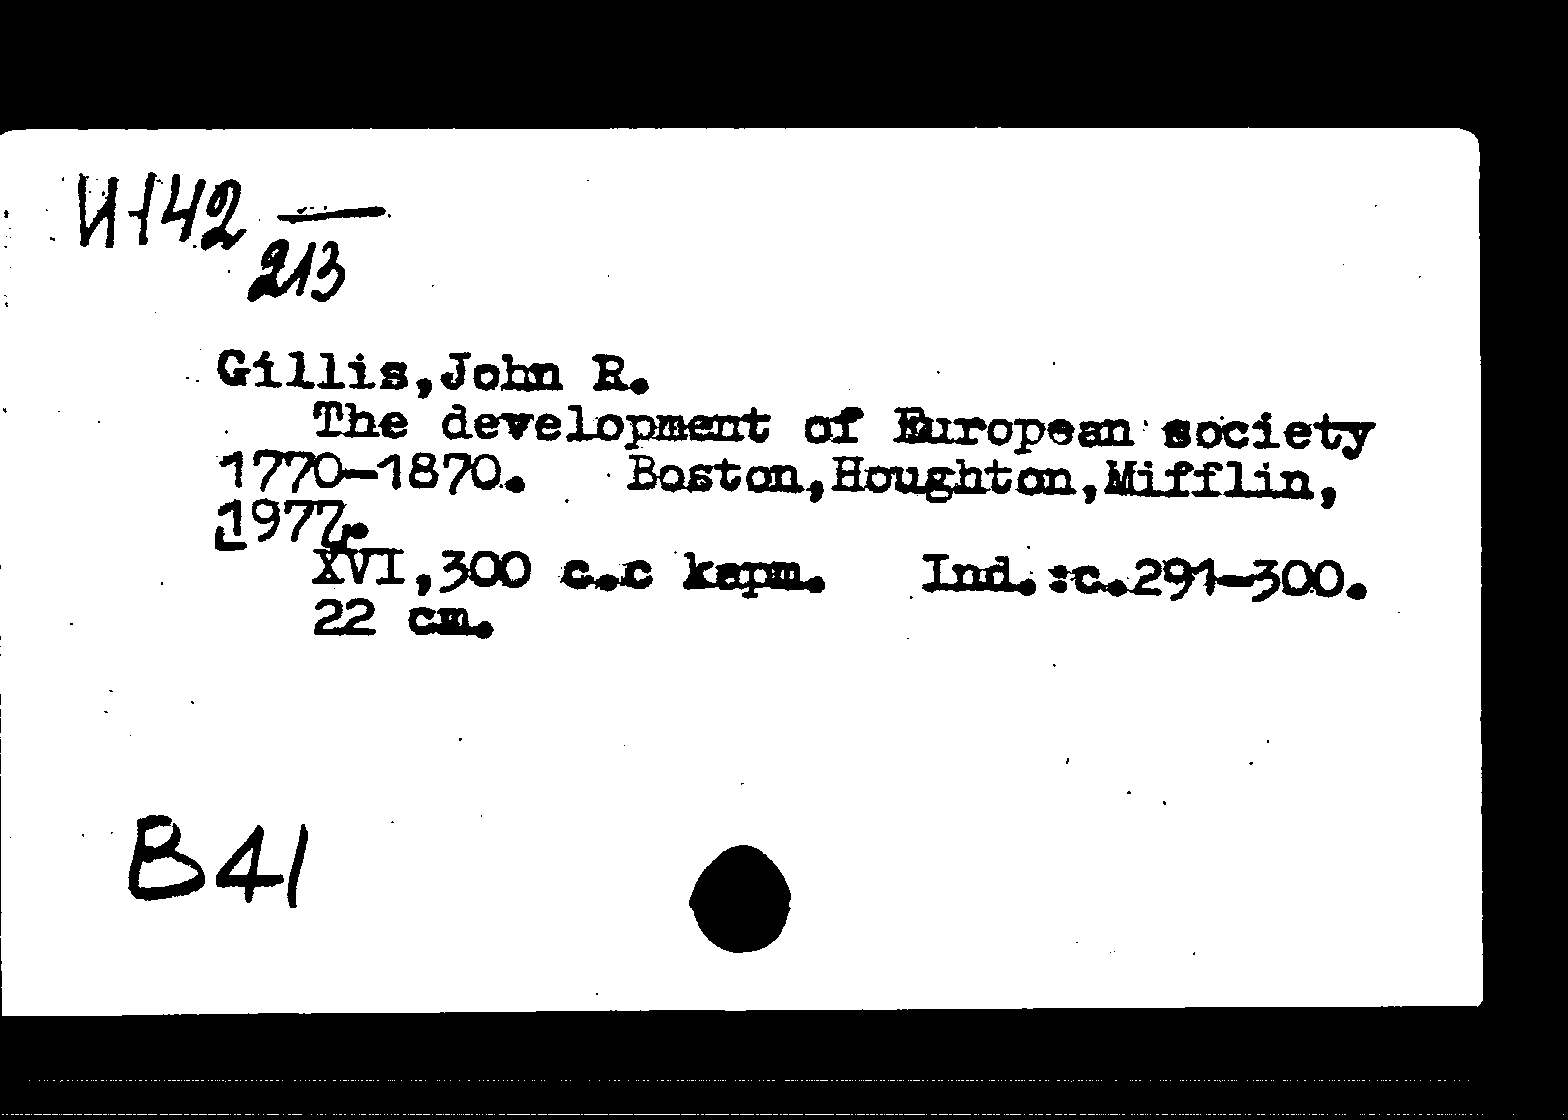 И142 —
213
Gillis,John R.
The development of European society
1770-1870. Boston,Houghton,Mifflin,
[1977].
XVI,300 c.c карт. Ind.:c.291-300.
22 cm.
B41